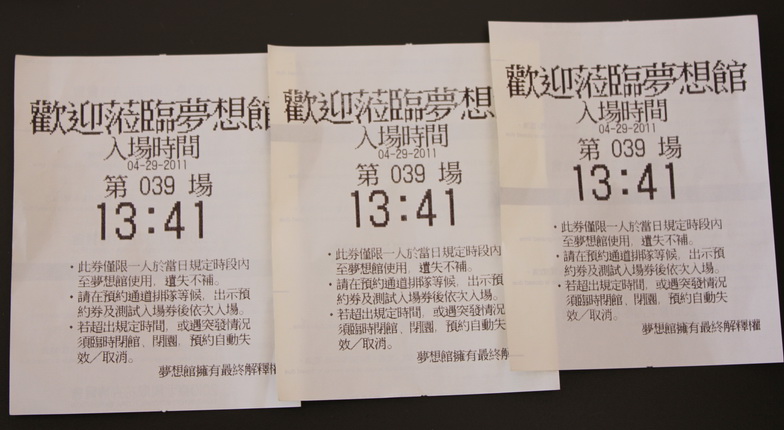 歡迎蒞臨夢想館
入場時間
04-29-2011
第 039 場
13:41
・此券僅限一人於當日規定時段內
至夢想館使用，遺失不補。
・請在預約通道排隊等候，出示預
約券及測試入場券後依次入場。
・若超出規定時間，或遇突發情況
須臨時閉館、閉園，預約自動失
效／取消。
夢想館擁有最終解釋
歡迎蒞臨夢想
入場時間
04-29-2011
第 039 場
13:41
・此券僅限一人於當日規定時段內
至夢想館使用，遺失不補。
・請在預約通道排隊等候，出示預
約券及測試入場券後依次入場。
・若超出規定時間，或遇突發情況
須臨時閉館、閉園，預約自動失
效／取消。
夢想館擁有最終解
歡迎蒞臨夢想館
入場時間
04-29-2011
第 039 場
13:41
・此券僅限一人於當日規定時段內
至夢想館使用，遺失不補。
・請在預約通道排隊等候，出示預
約券及測試入場券後依次入場。
・若超出規定時間，或遇突發情況
須臨時閉館、閉園，預約自動失
效／取消。
夢想館擁有最終解釋權